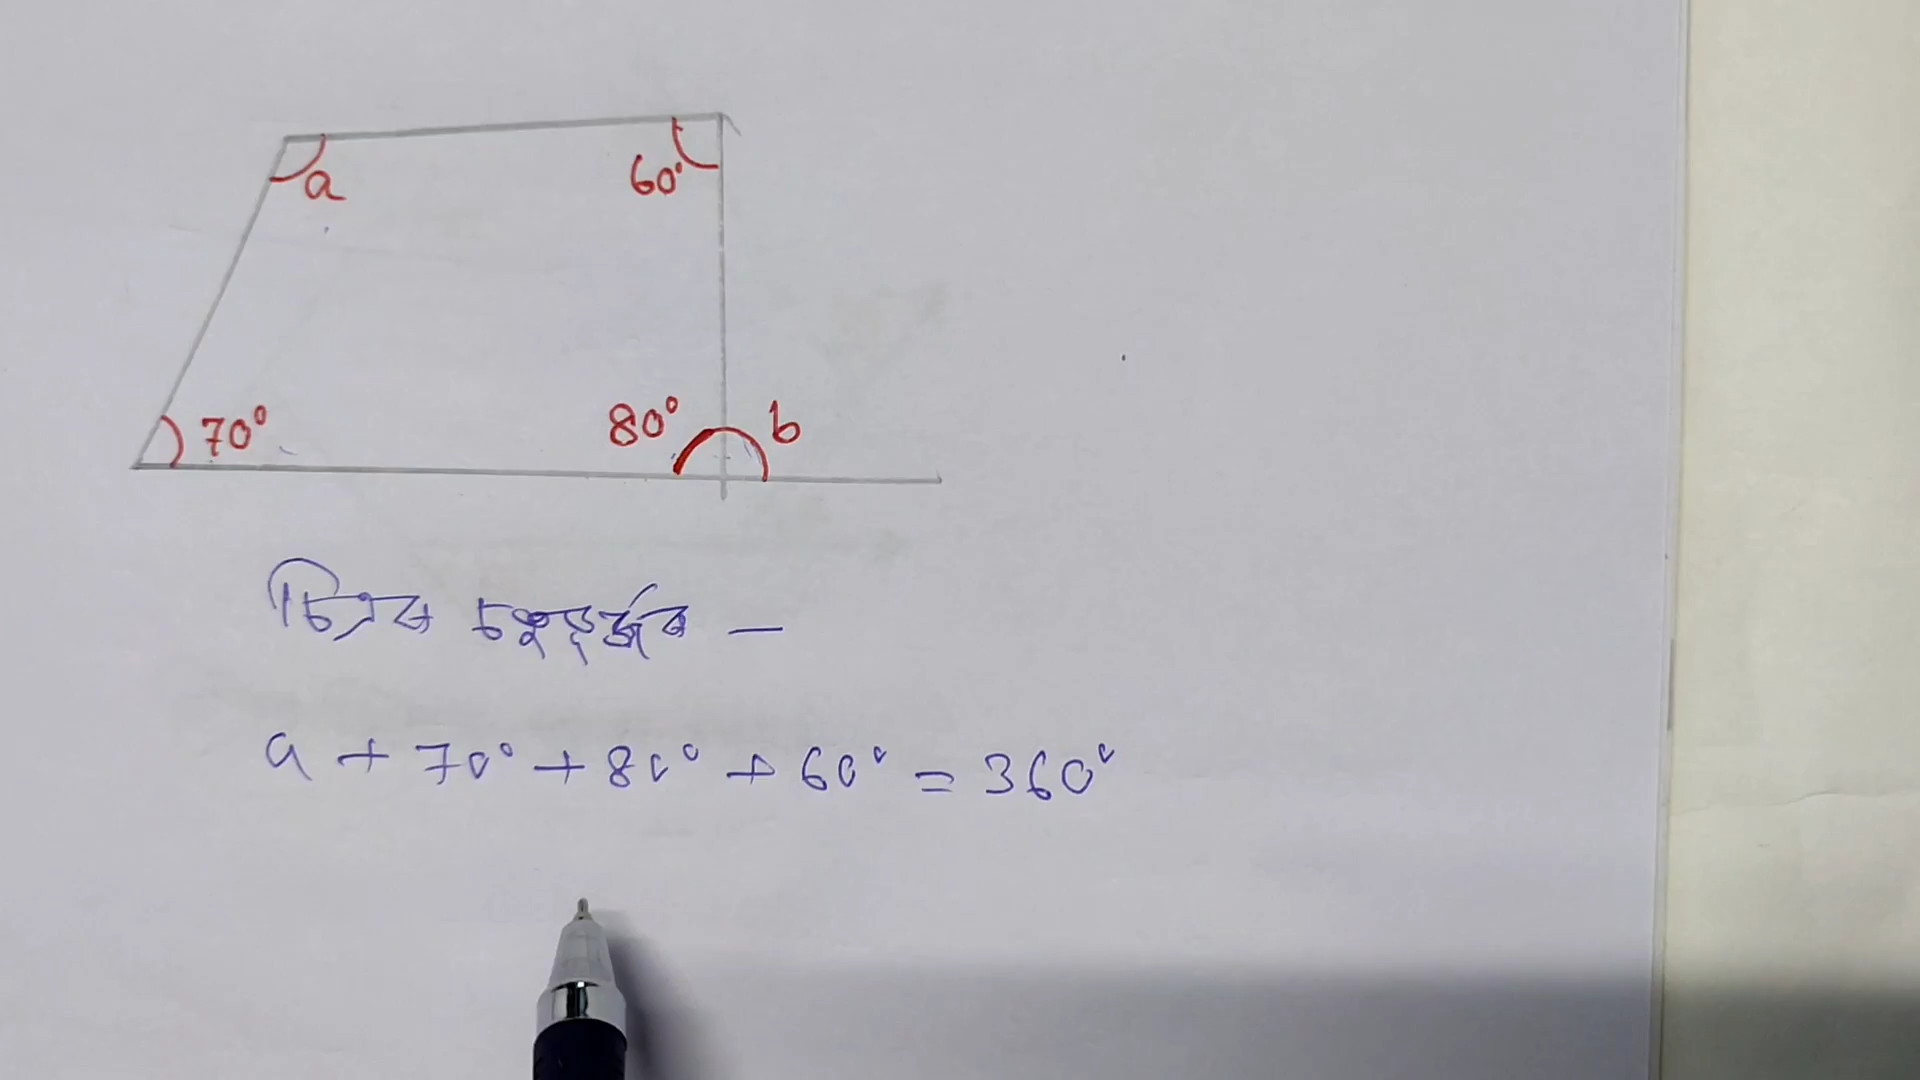 a 60°
70° 80° b
চিত্রের চতুর্ভুজের —
a + 70° + 80° + 60° = 360°